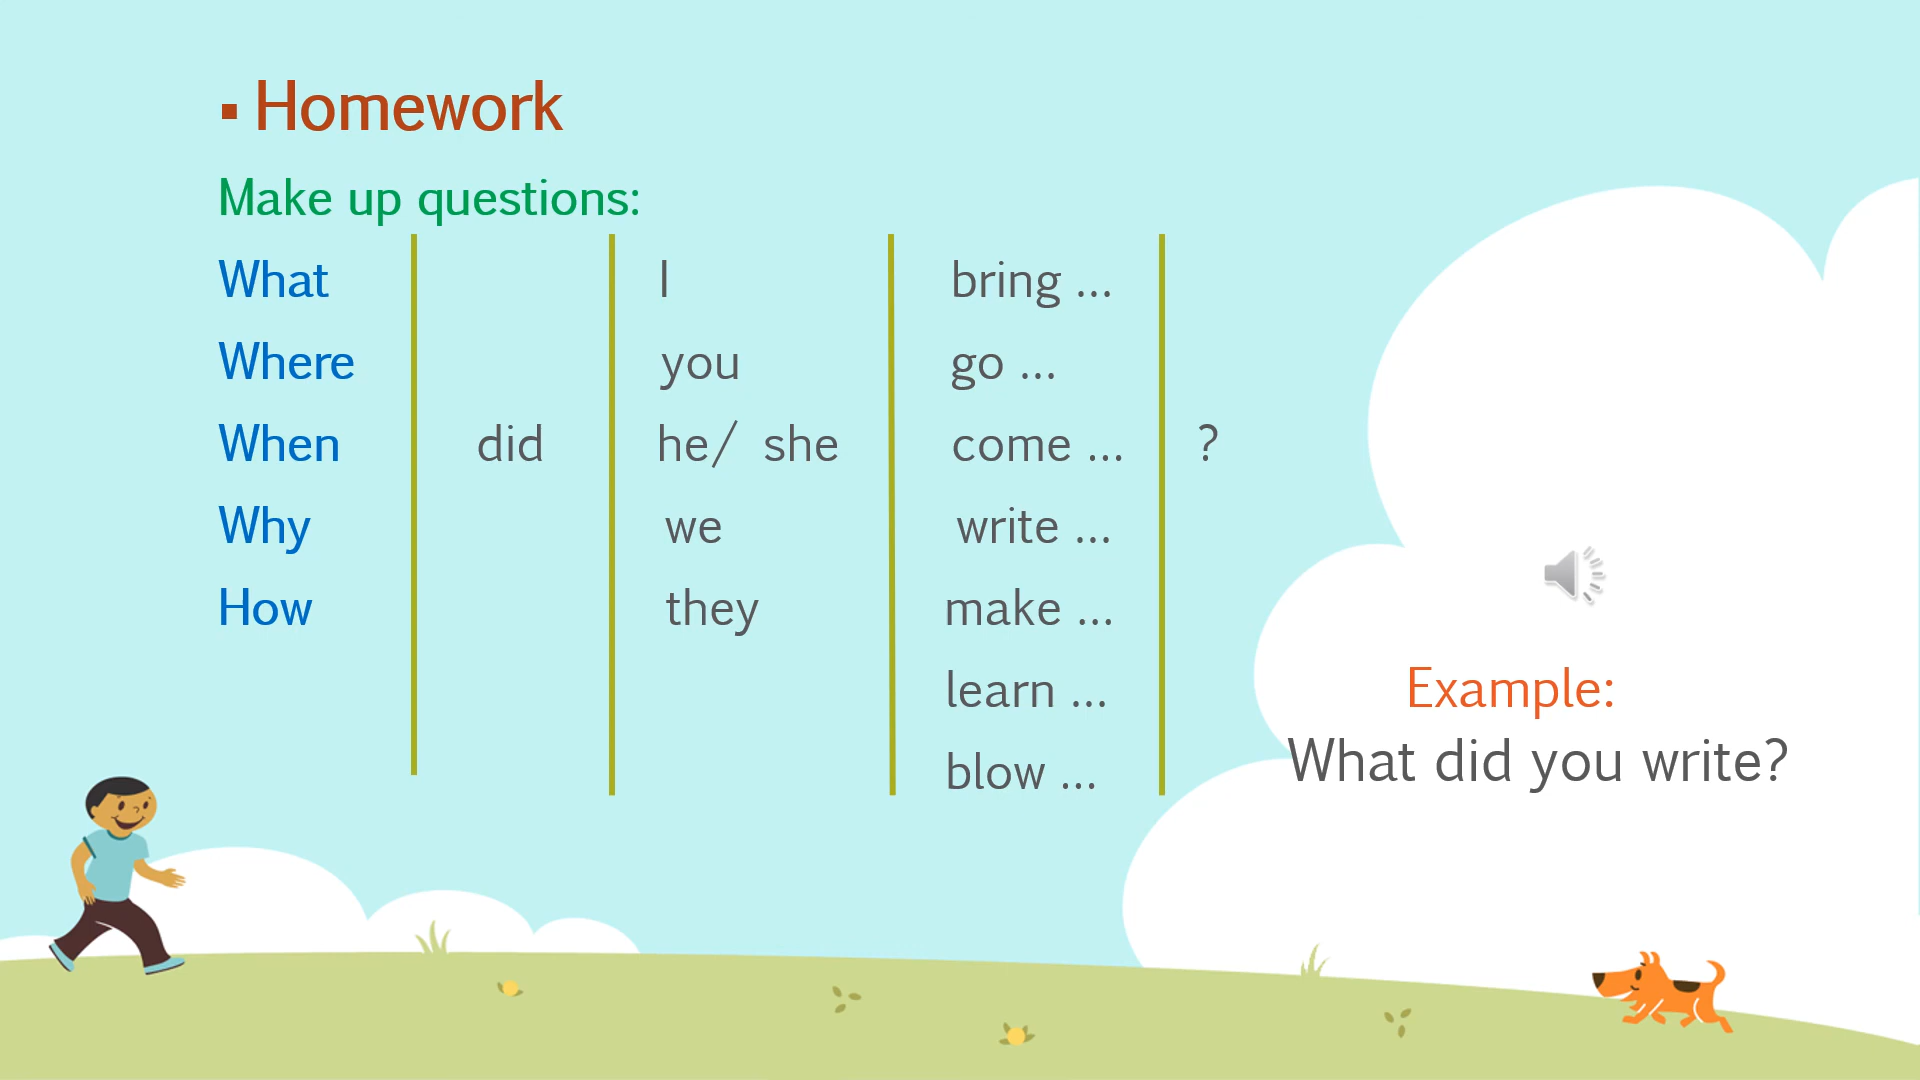 ▪ Homework
Make up questions:
What I bring ...
Where you go ...
When did he/ she come ... ?
Why we write ...
How they make ...
learn ...
blow ...
Example:
What did you write?